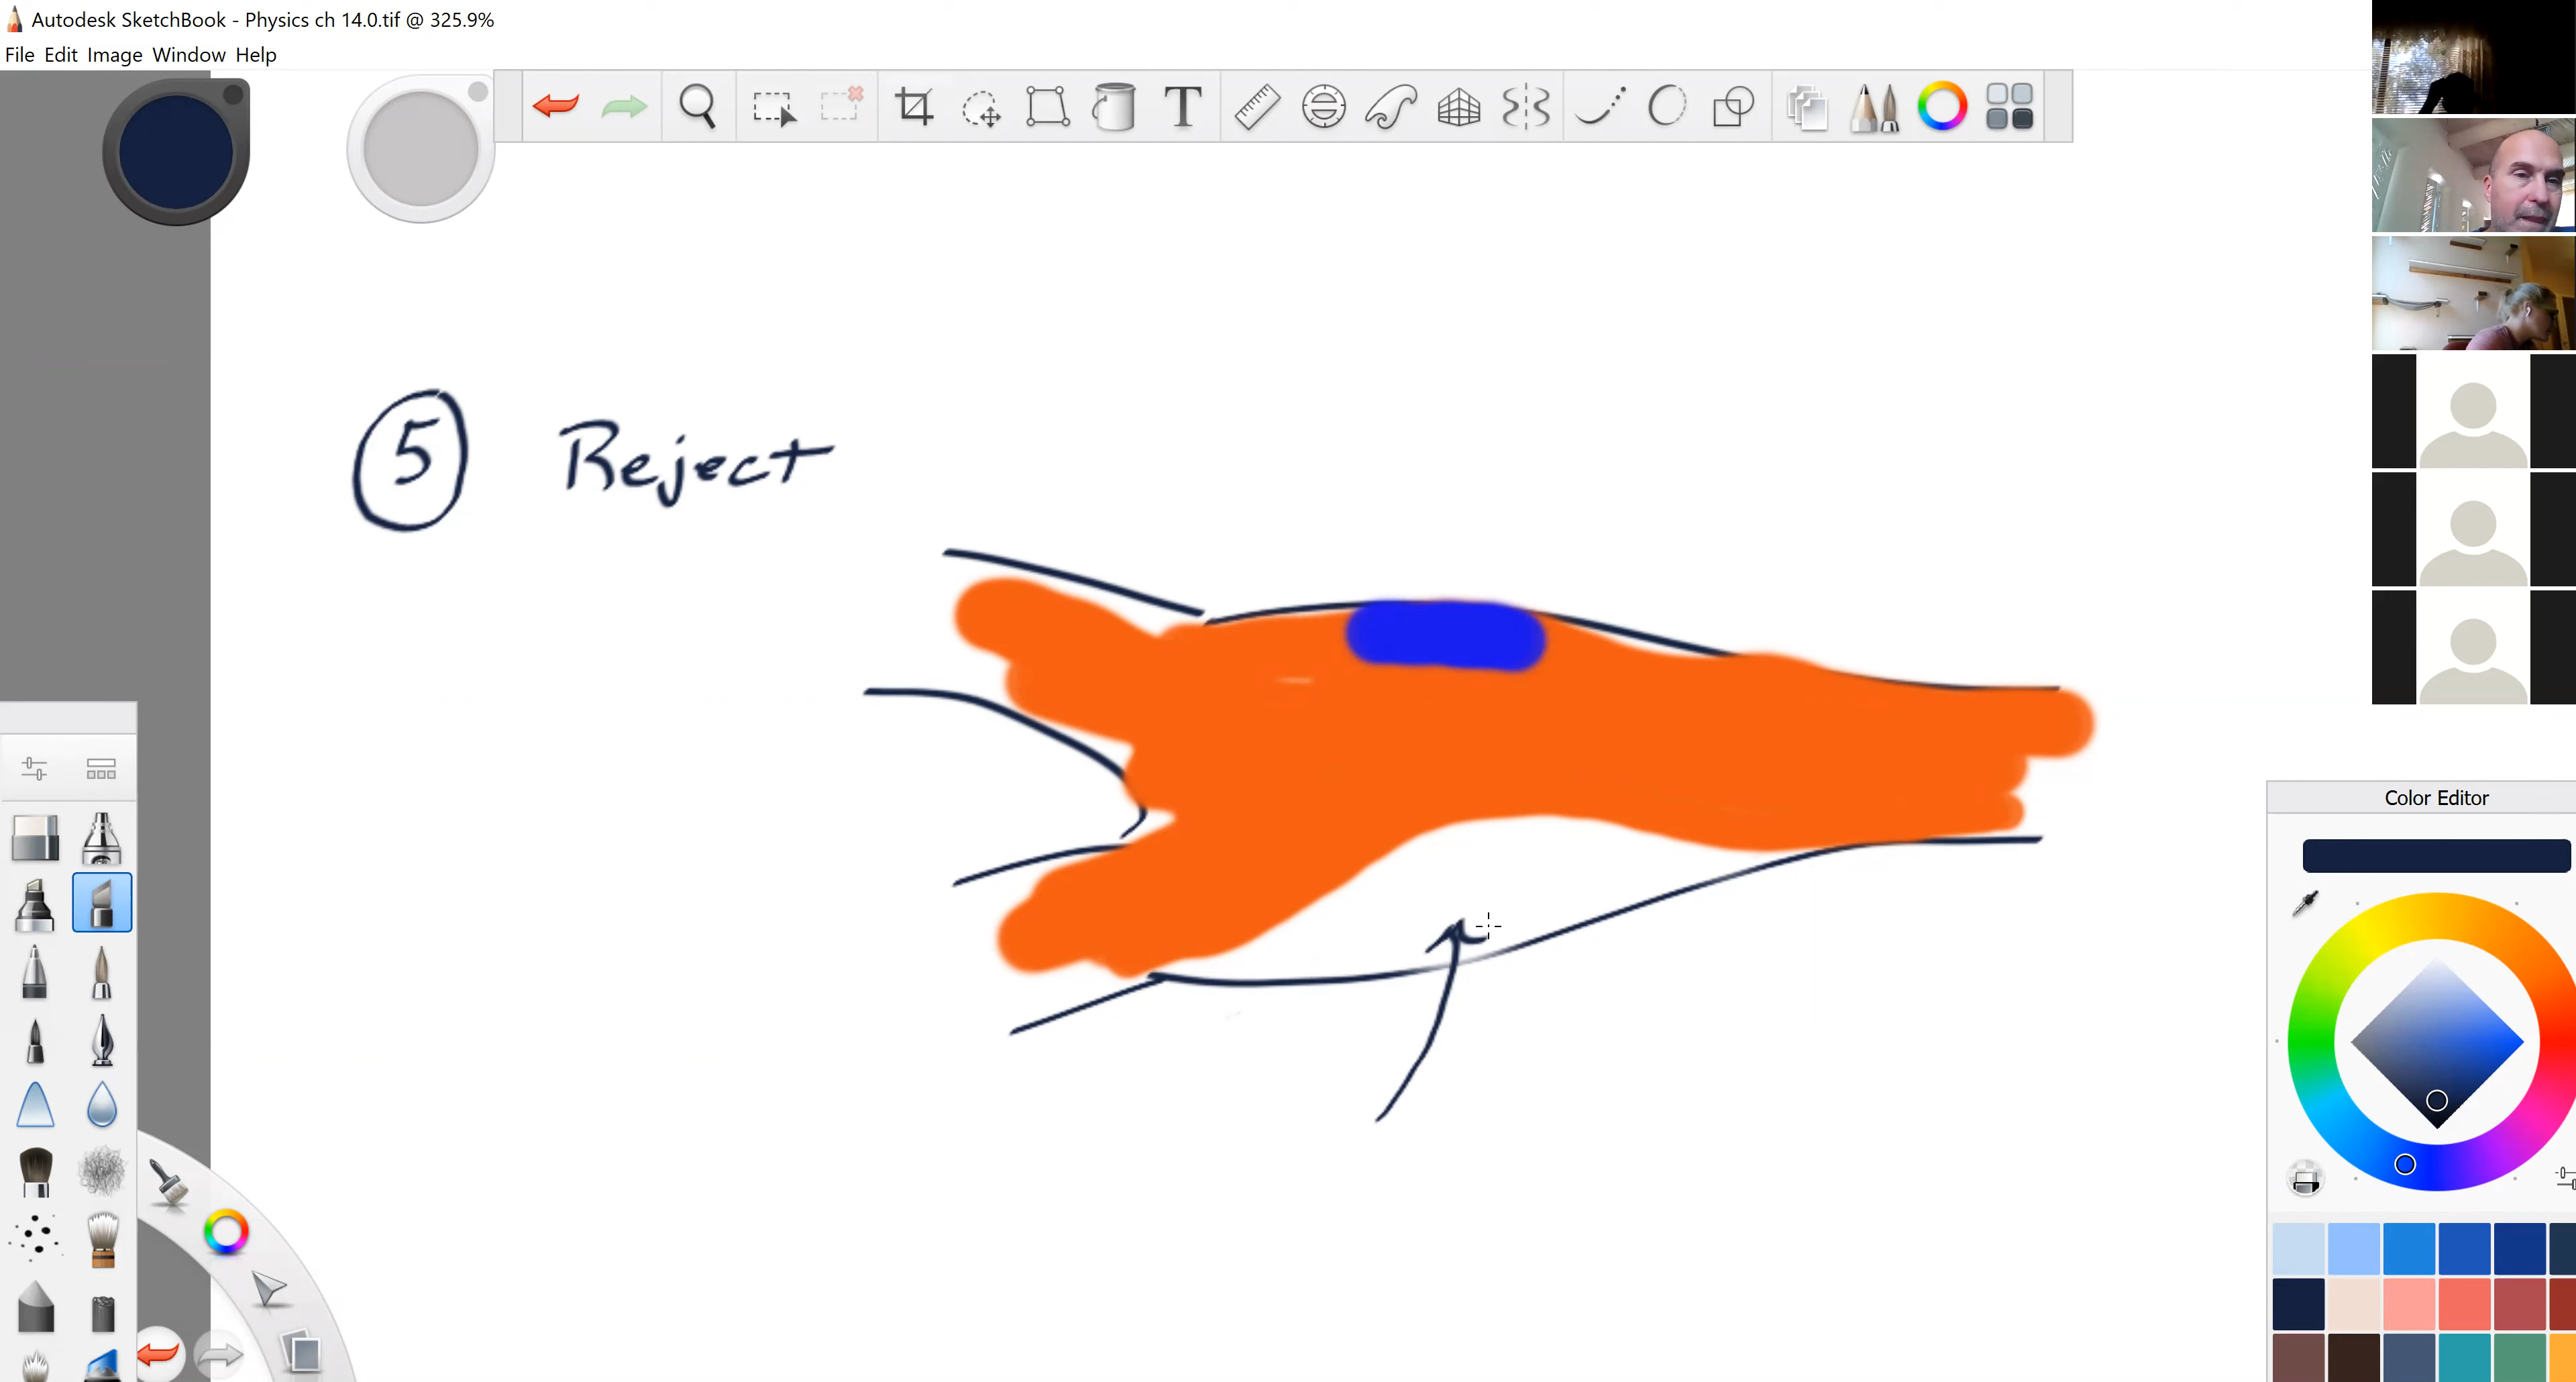 Autodesk SketchBook - Physics ch 14.0.tif @ 325.9%
File Edit Image Window Help
T
5 Reject
Color Editor